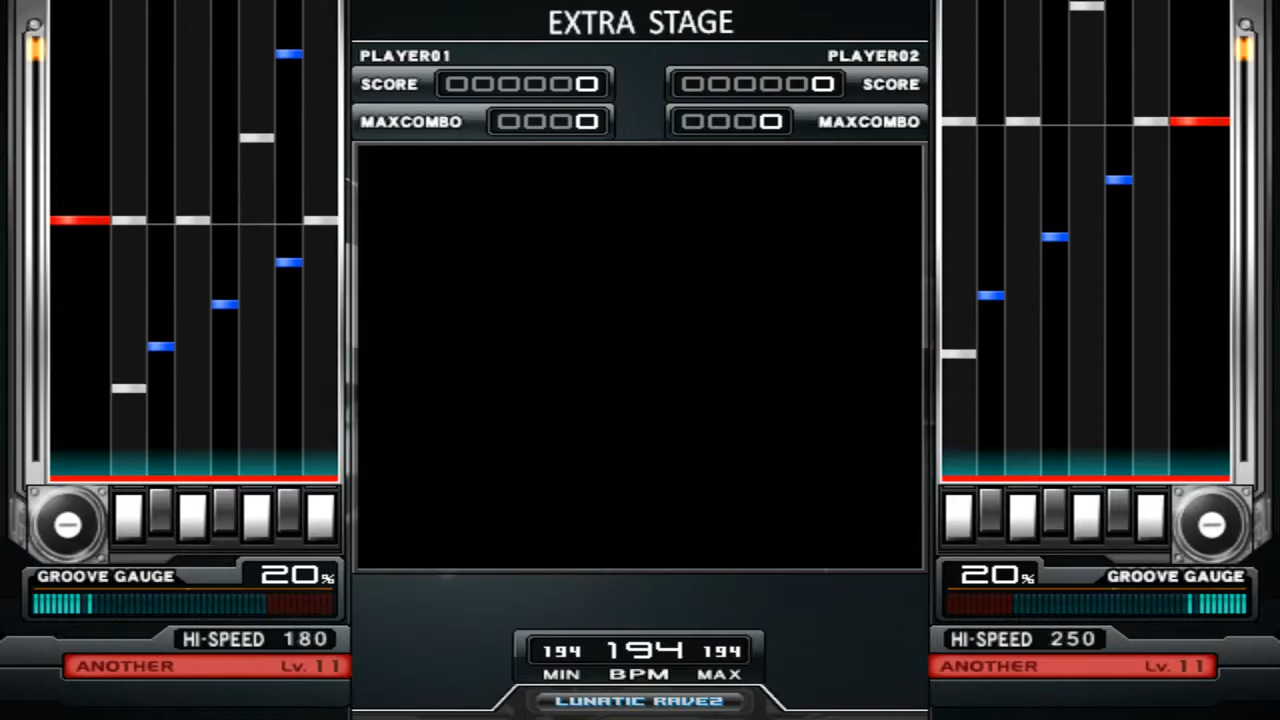 EXTRA STAGE
PLAYER01
PLAYER02
SCORE 000000
000000 SCORE
MAXCOMBO 0000
0000 MAXCOMBO
GROOVE GAUGE 20%
20% GROOVE GAUGE
HI-SPEED 180
HI-SPEED 250
194 194 194
MIN BPM MAX
ANOTHER Lv.11
ANOTHER Lv.11
LUNATIC RAVE2